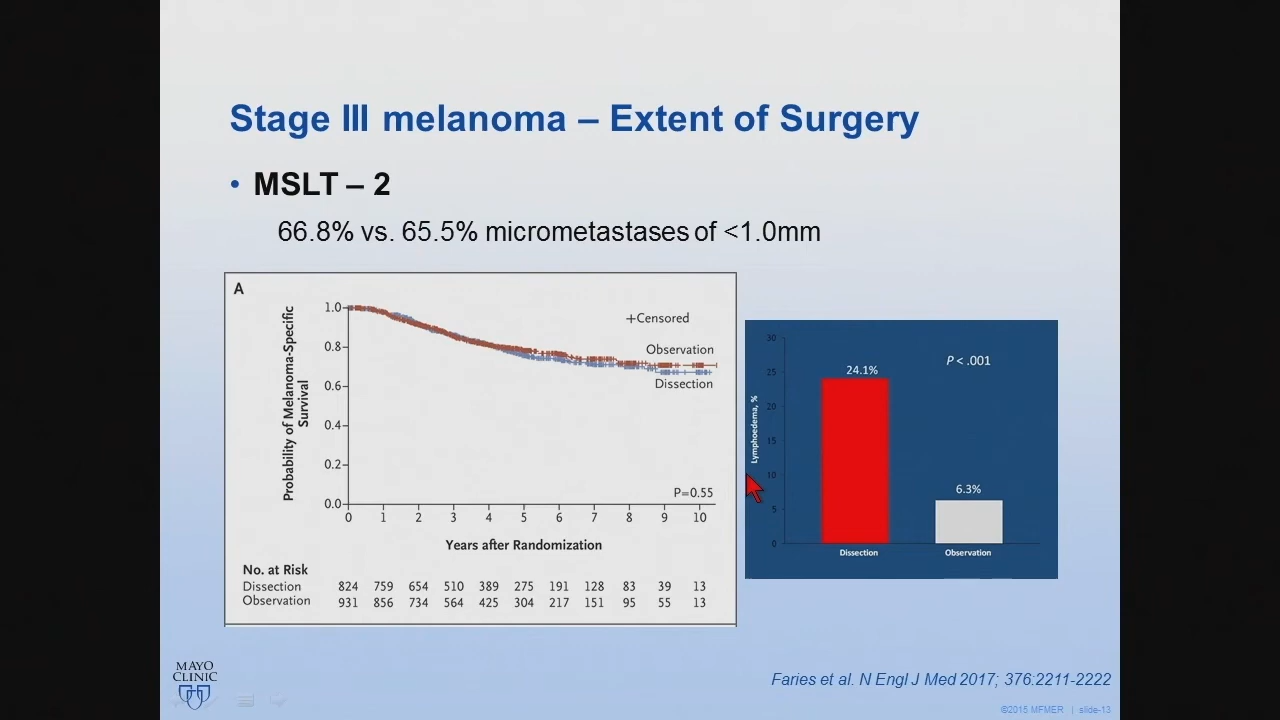 Stage III melanoma – Extent of Surgery
• MSLT – 2
66.8% vs. 65.5% micrometastases of <1.0mm
A
Probability of Melanoma-Specific
Survival
1.0
0.8
0.6
0.4
0.2
0.0
+Censored
Observation
Dissection
P=0.55
0 1 2 3 4 5 6 7 8 9 10
Years after Randomization
No. at Risk
Dissection 824 759 654 510 389 275 191 128 83 39 13
Observation 931 856 734 564 425 304 217 151 95 55 13
Lymphoedema, %
30
25
20
15
10
5
0
24.1%
P < .001
6.3%
Dissection Observation
MAYO
CLINIC
Faries et al. N Engl J Med 2017; 376:2211-2222
©2015 MFMER | slide-13